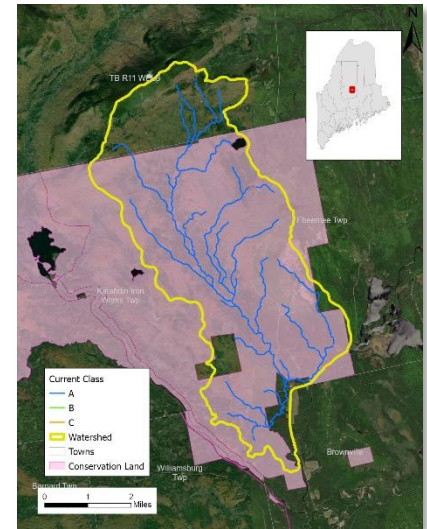 N
TB R11 WELS
Ebeemee Twp
Katahdin Iron
Works Twp
Current Class
A
B
C
Watershed
Towns
Conservation Land
Williamsburg
Twp
Brownville
Barnard Twp
0 1 2
Miles